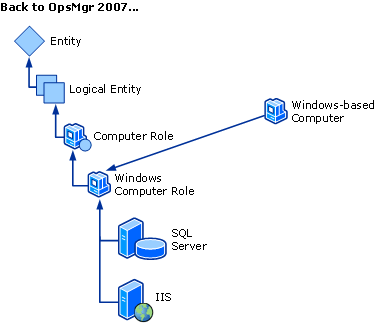 Back to OpsMgr 2007...
Entity
Logical Entity
Windows-based
Computer
Computer Role
Windows
Computer Role
SQL
Server
IIS